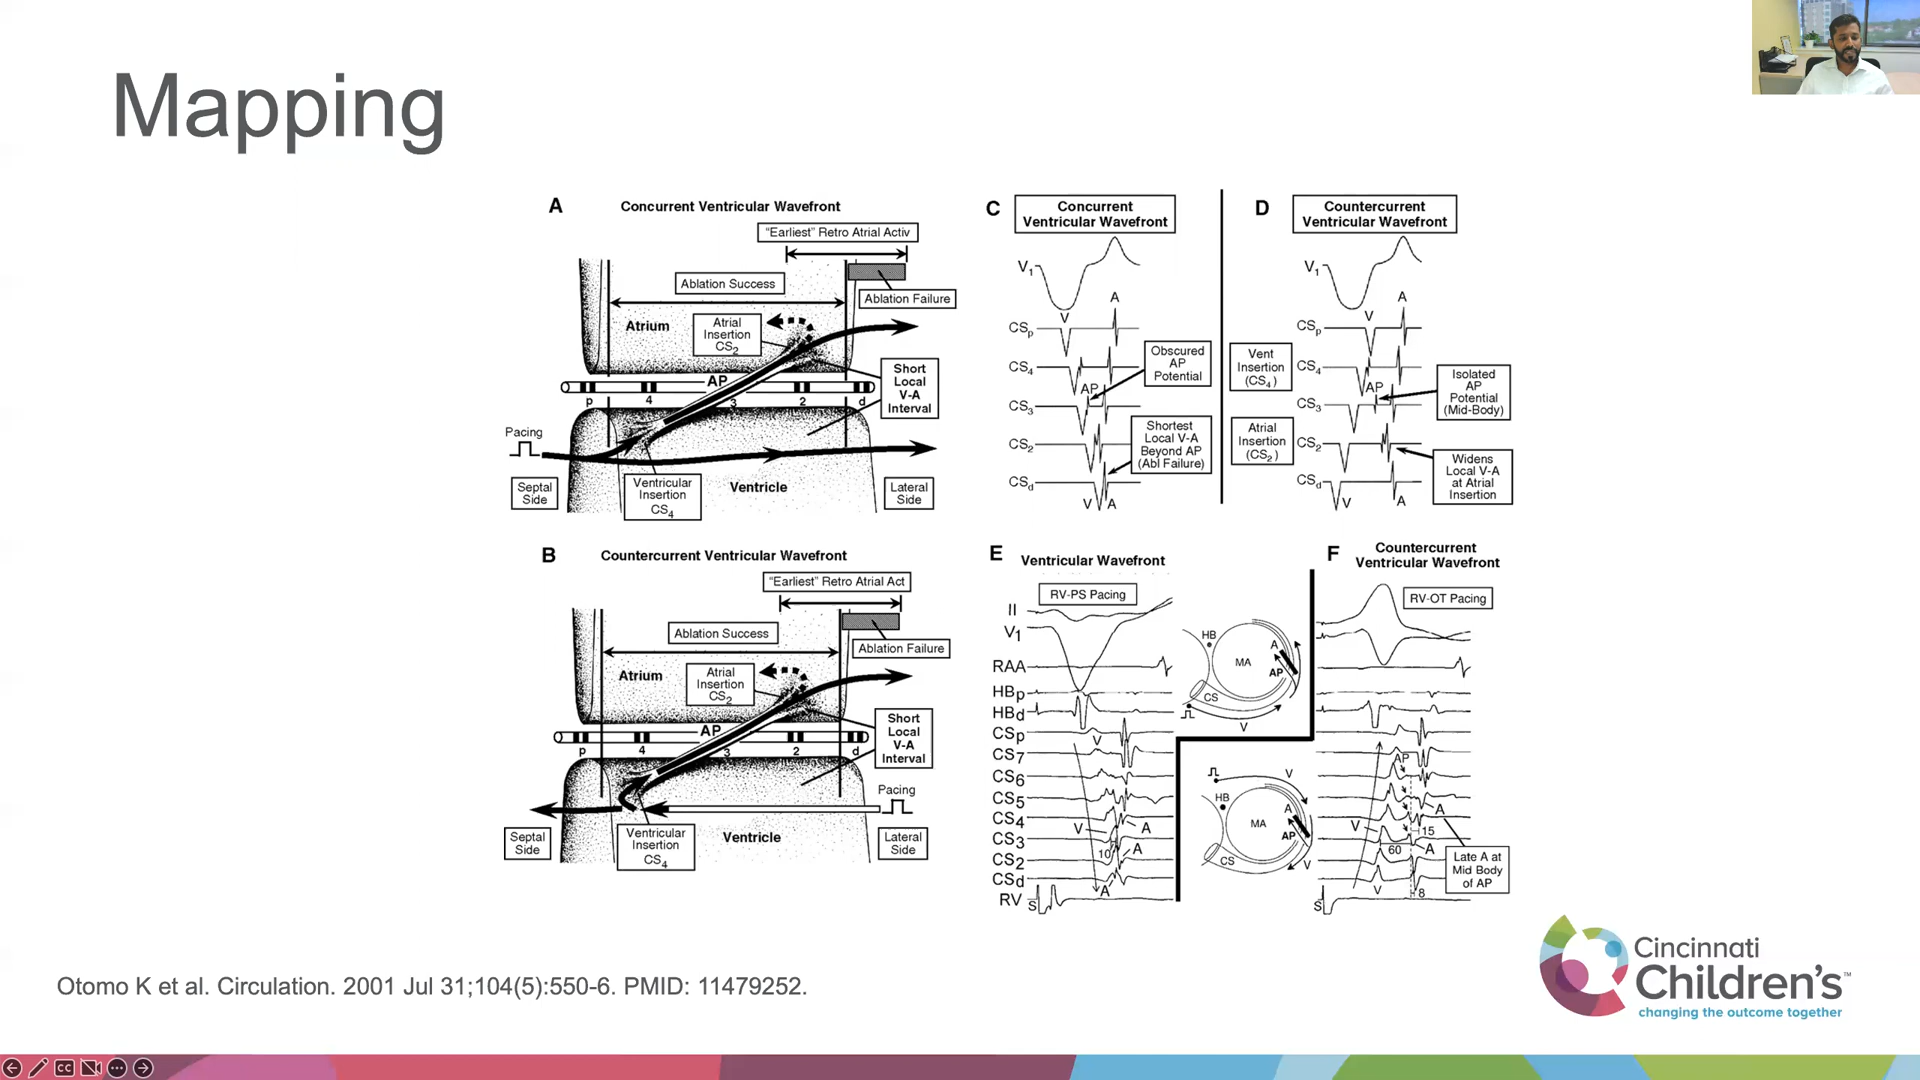 Mapping
A
Concurrent Ventricular Wavefront
"Earliest" Retro Atrial Activ
Ablation Success
Ablation Failure
Atrium
Atrial
Insertion
CS2
Short
Local
V-A
Interval
AP
p
4
3
2
d
Pacing
Septal
Side
Ventricular
Insertion
CS4
Ventricle
Lateral
Side
B
Countercurrent Ventricular Wavefront
"Earliest" Retro Atrial Act
Ablation Success
Ablation Failure
Atrium
Atrial
Insertion
CS2
Short
Local
V-A
Interval
AP
p
4
3
2
d
Pacing
Septal
Side
Ventricular
Insertion
CS4
Ventricle
Lateral
Side
C
Concurrent
Ventricular Wavefront
V1
A
V
CSp
CS4
Obscured
AP
Potential
AP
CS3
CS2
Shortest
Local V-A
Beyond AP
(Abl Failure)
CSd
V
A
D
Countercurrent
Ventricular Wavefront
V1
A
V
CSp
Vent
Insertion
(CS4)
CS4
AP
Isolated
AP
Potential
(Mid-Body)
CS3
Atrial
Insertion
(CS2)
CS2
Widens
Local V-A
at Atrial
Insertion
CSd
V
A
E
Ventricular Wavefront
RV-PS Pacing
II
V1
RAA
HBp
HBd
CSp
V
CS7
CS6
CS5
CS4
V
A
CS3
10
A
CS2
CSd
A
RV
S
HB
MA
A
AP
CS
V
V
HB
MA
A
AP
CS
V
F
Countercurrent
Ventricular Wavefront
RV-OT Pacing
AP
A
V
15
60
A
Late A at
Mid Body
of AP
V
8
S
Otomo K et al. Circulation. 2001 Jul 31;104(5):550-6. PMID: 11479252.
Cincinnati
Children's™
changing the outcome together
CC